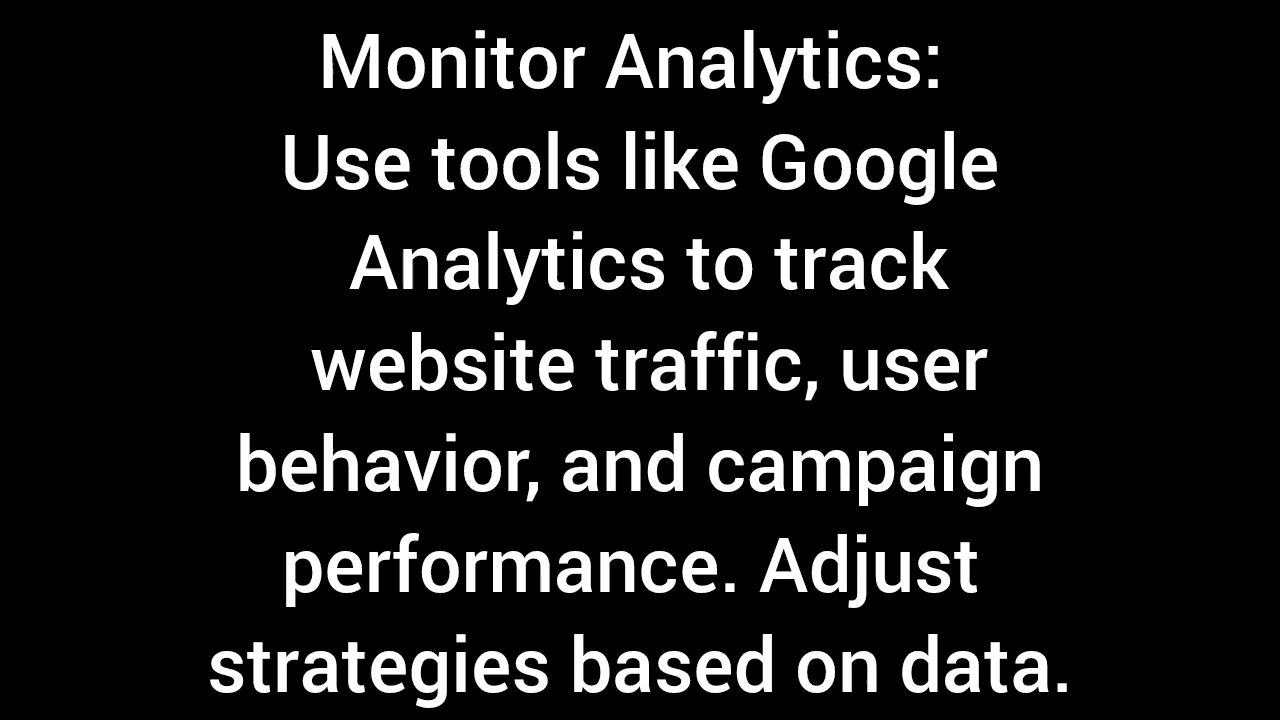 Monitor Analytics:
Use tools like Google
Analytics to track
website traffic, user
behavior, and campaign
performance. Adjust
strategies based on data.